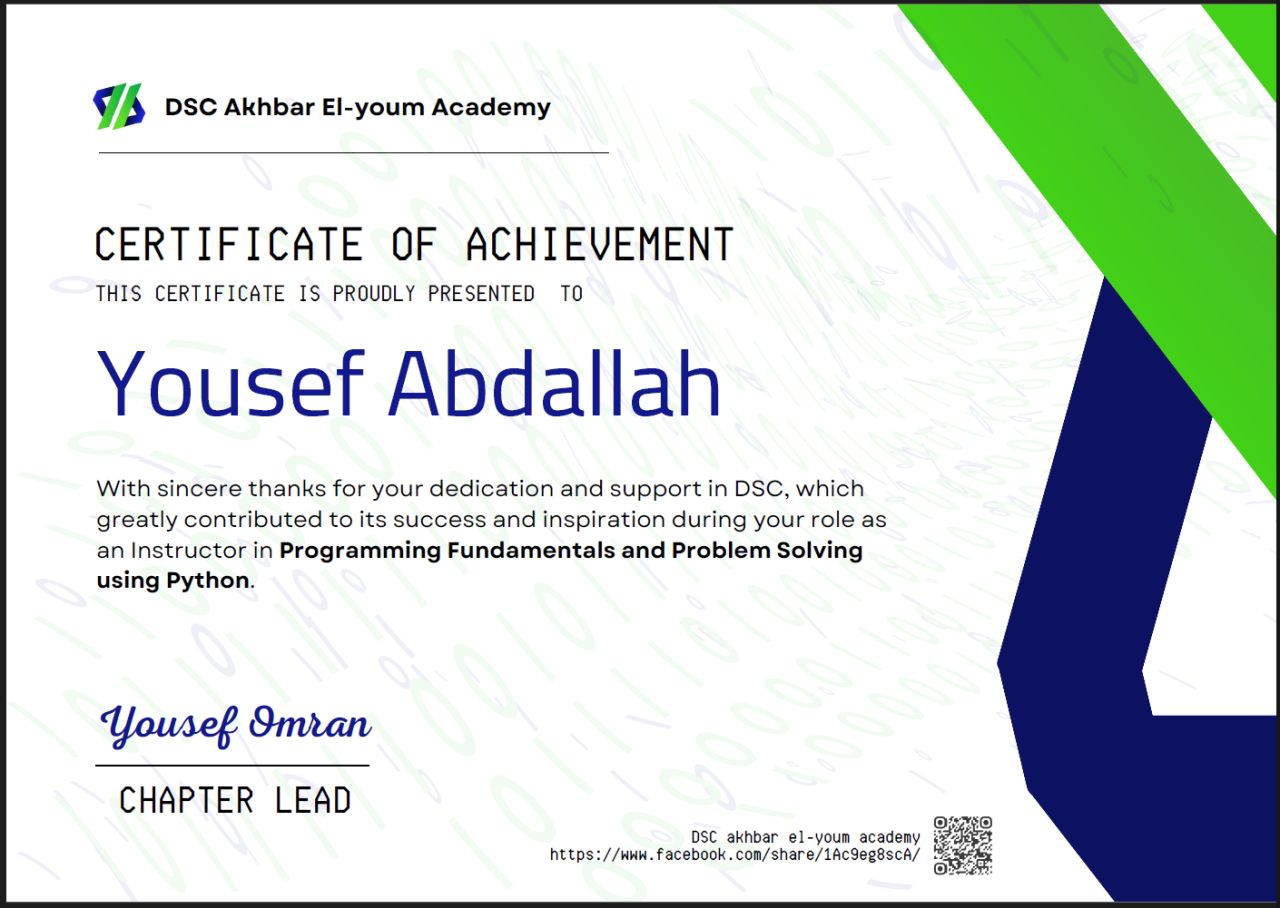 DSC Akhbar El-youm Academy
CERTIFICATE OF ACHIEVEMENT
THIS CERTIFICATE IS PROUDLY PRESENTED TO
Yousef Abdallah
With sincere thanks for your dedication and support in DSC, which
greatly contributed to its success and inspiration during your role as
an Instructor in Programming Fundamentals and Problem Solving
using Python.
Yousef Omran
CHAPTER LEAD
DSC akhbar el-youm academy
https://www.facebook.com/share/1Ac9eg8scA/